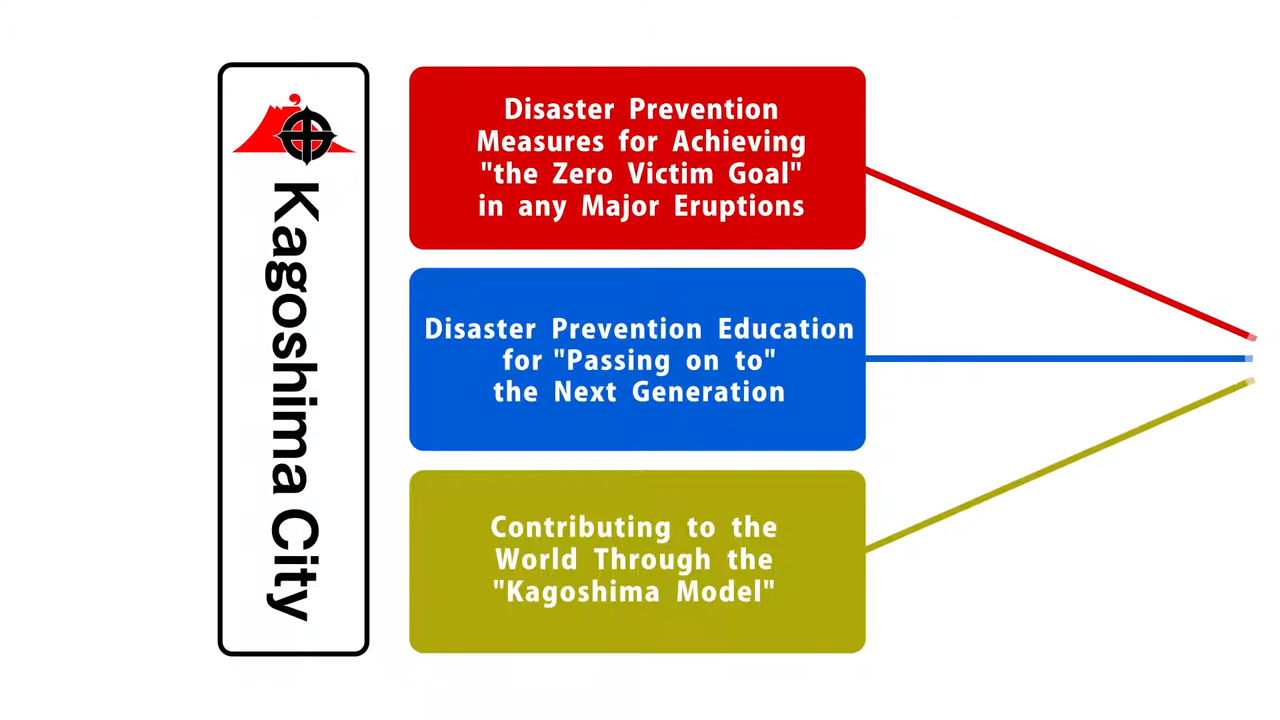 Kagoshima City
Disaster Prevention
Measures for Achieving
"the Zero Victim Goal"
in any Major Eruptions
Disaster Prevention Education
for "Passing on to"
the Next Generation
Contributing to the
World Through the
"Kagoshima Model"